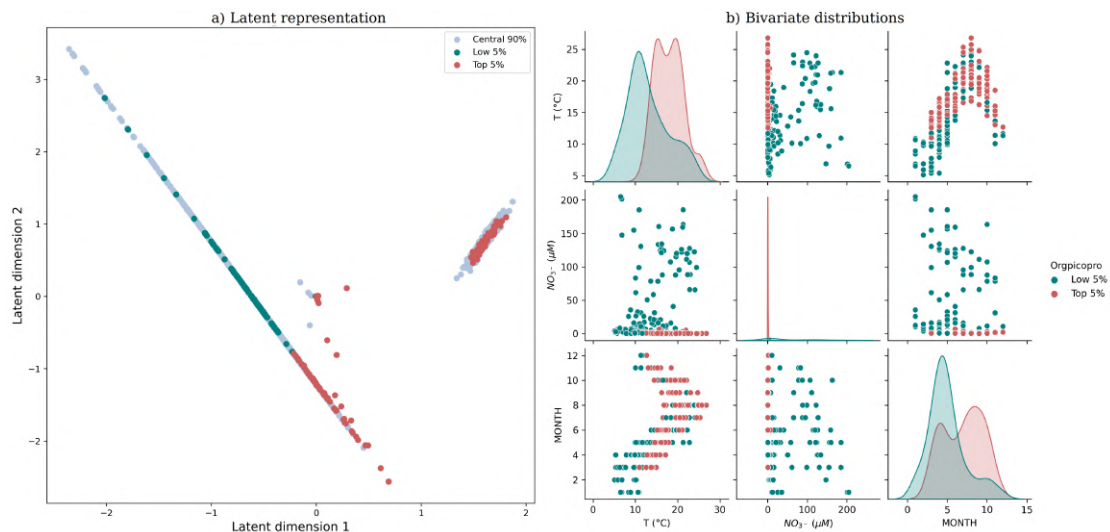 a) Latent representation
Central 90%
Low 5%
Top 5%
3
2
1
0
−1
−2
Latent dimension 2
−2
−1
0
1
2
Latent dimension 1
b) Bivariate distributions
25
20
15
10
5
T (°C)
200
150
100
50
0
NO₃₋ (μM)
12
10
8
6
4
2
MONTH
0
10
20
30
T (°C)
0
100
200
NO₃₋ (μM)
0
5
10
15
MONTH
Orgpicopro
Low 5%
Top 5%